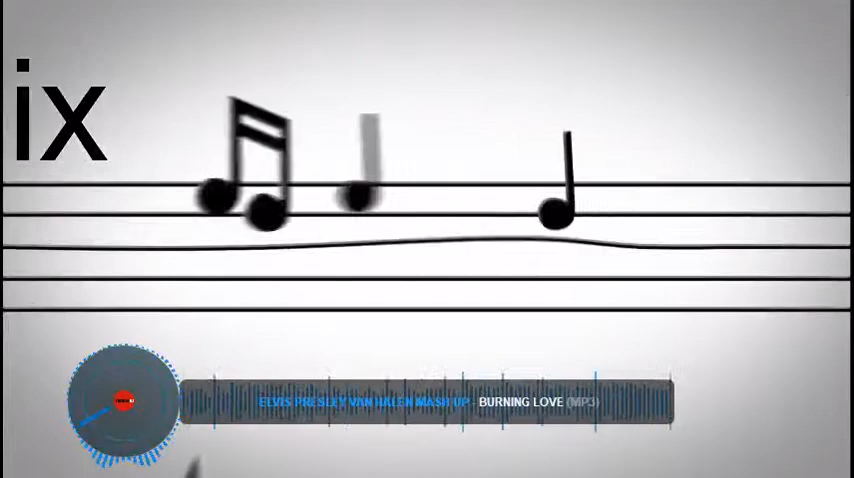 ix
ELVIS PRESLEY VAN HALEN MASH UP - BURNING LOVE (MP3)